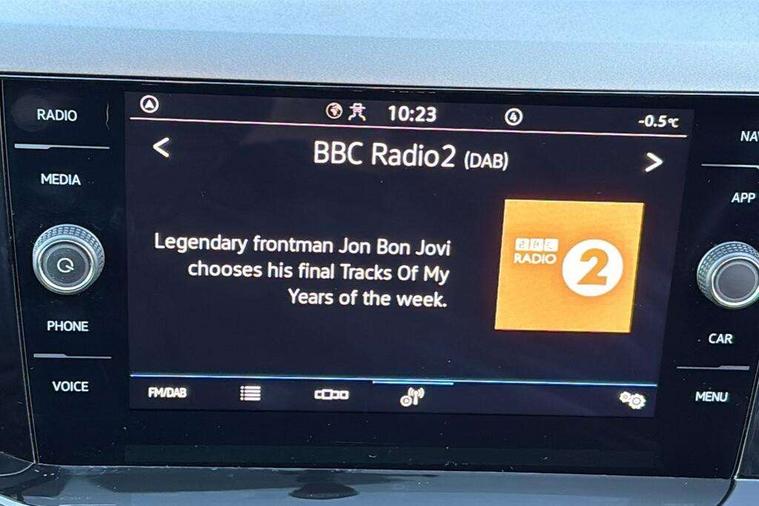 RADIO
MEDIA
PHONE
VOICE
10:23
4
-0.5°C
< BBC Radio2 (DAB) >
Legendary frontman Jon Bon Jovi
chooses his final Tracks Of My
Years of the week.
BBC
RADIO 2
FM/DAB
NAV
APP
CAR
MENU